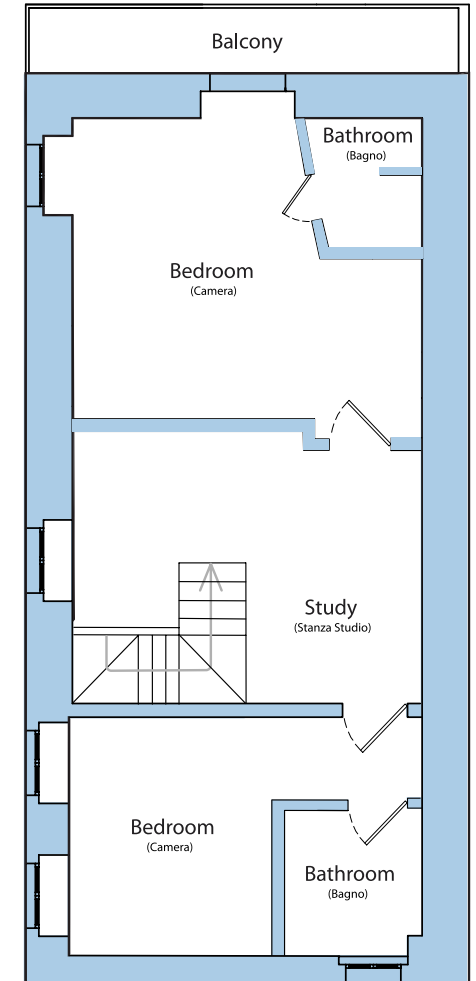 Balcony
Bathroom
(Bagno)
Bedroom
(Camera)
Study
(Stanza Studio)
Bedroom
(Camera)
Bathroom
(Bagno)